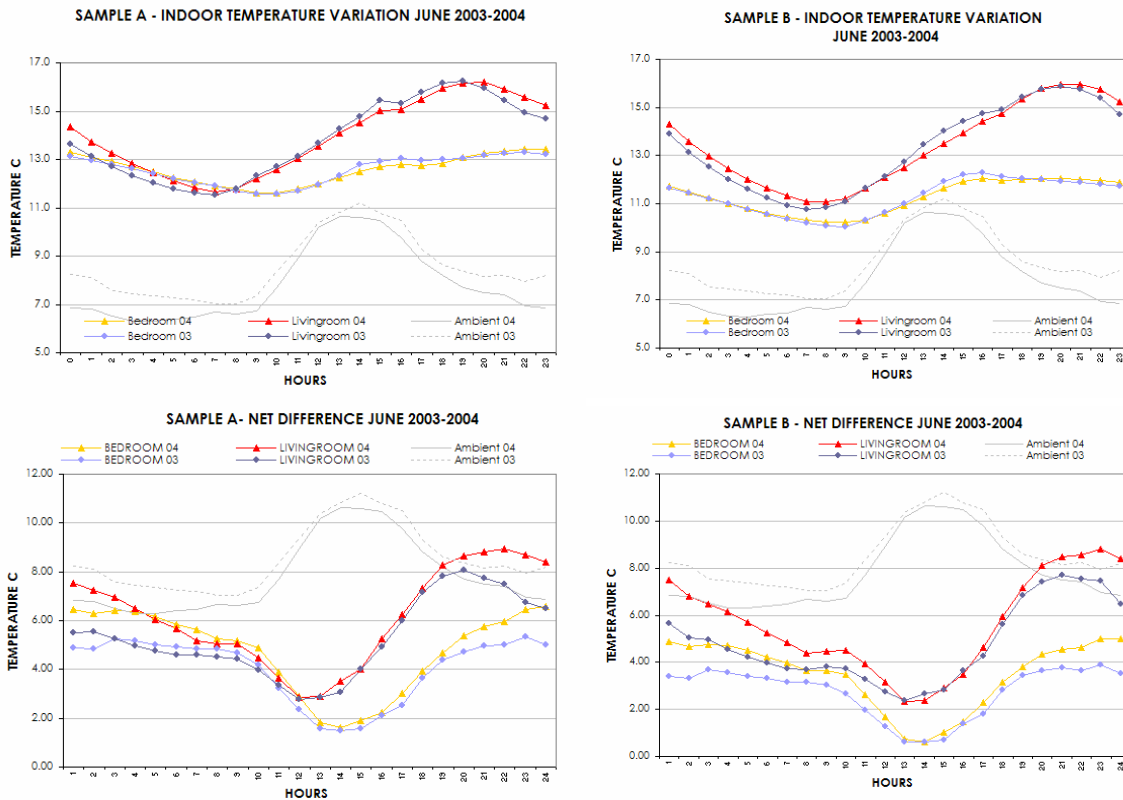 SAMPLE A - INDOOR TEMPERATURE VARIATION JUNE 2003-2004
17.0
15.0
13.0
11.0
9.0
7.0
5.0
TEMPERATURE C
Bedroom 04 Livingroom 04 Ambient 04
Bedroom 03 Livingroom 03 Ambient 03
0 1 2 3 4 5 6 7 8 9 10 11 12 13 14 15 16 17 18 19 20 21 22 23
HOURS
SAMPLE B - INDOOR TEMPERATURE VARIATION
JUNE 2003-2004
17.0
15.0
13.0
11.0
9.0
7.0
5.0
TEMPERATURE C
Bedroom 04 Livingroom 04 Ambient 04
Bedroom 03 Livingroom 03 Ambient 03
0 1 2 3 4 5 6 7 8 9 10 11 12 13 14 15 16 17 18 19 20 21 22 23
HOURS
SAMPLE A- NET DIFFERENCE JUNE 2003-2004
BEDROOM 04 LIVINGROOM 04 Ambient 04
BEDROOM 03 LIVINGROOM 03 Ambient 03
12.00
10.00
8.00
6.00
4.00
2.00
0.00
TEMPERATURE C
1 2 3 4 5 6 7 8 9 10 11 12 13 14 15 16 17 18 19 20 21 22 23 24
HOURS
SAMPLE B - NET DIFFERENCE JUNE 2003-2004
BEDROOM 04 LIVINGROOM 04 Ambient 04
BEDROOM 03 LIVINGROOM 03 Ambient 03
12.00
10.00
8.00
6.00
4.00
2.00
0.00
TEMPERATURE C
1 2 3 4 5 6 7 8 9 10 11 12 13 14 15 16 17 18 19 20 21 22 23 24
HOURS